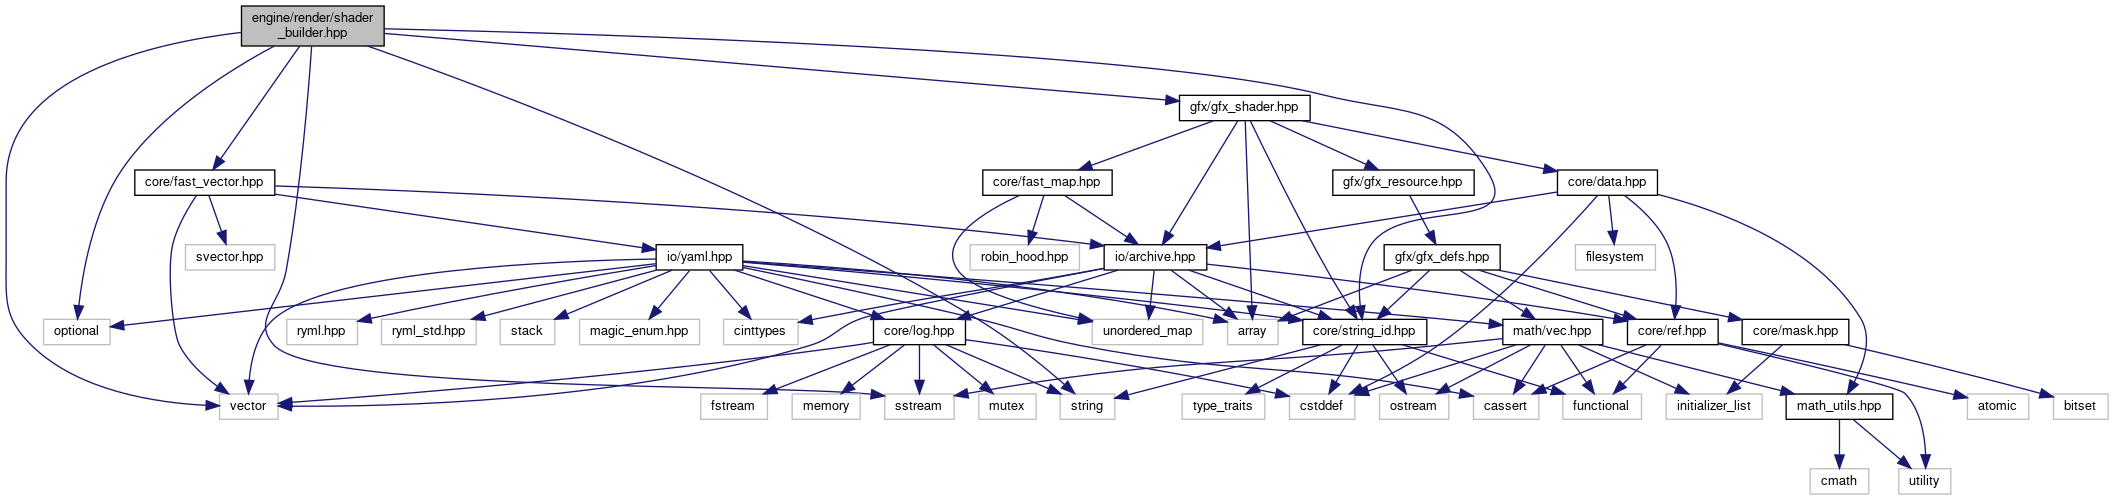 engine/render/shader
_builder.hpp
gfx/gfx_shader.hpp
core/fast_vector.hpp
core/fast_map.hpp
gfx/gfx_resource.hpp
core/data.hpp
svector.hpp
io/yaml.hpp
robin_hood.hpp
io/archive.hpp
gfx/gfx_defs.hpp
filesystem
optional
ryml.hpp
ryml_std.hpp
stack
magic_enum.hpp
cinttypes
core/log.hpp
unordered_map
array
core/string_id.hpp
math/vec.hpp
core/ref.hpp
core/mask.hpp
vector
fstream
memory
sstream
mutex
string
type_traits
cstddef
ostream
cassert
functional
initializer_list
math_utils.hpp
atomic
bitset
cmath
utility